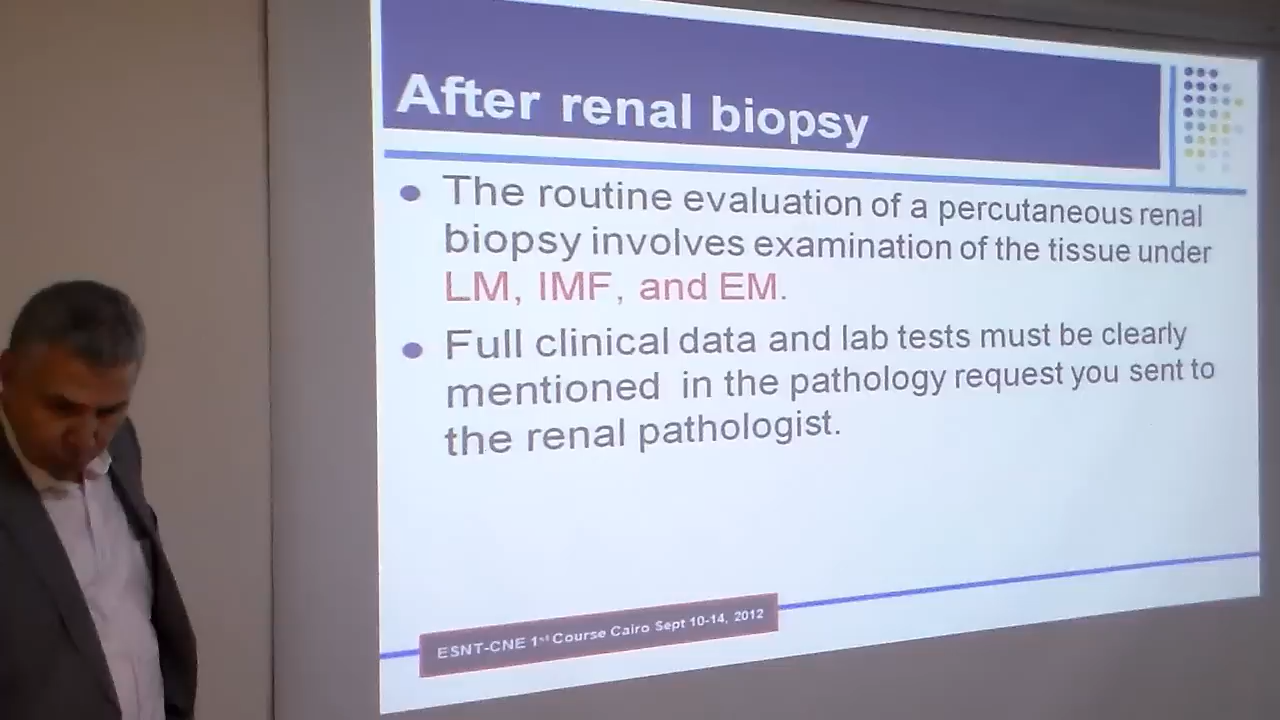 After renal biopsy
The routine evaluation of a percutaneous renal
biopsy involves examination of the tissue under
LM, IMF, and EM.
Full clinical data and lab tests must be clearly
mentioned in the pathology request you sent to
the renal pathologist.
ESNT-CNE 1st Course Cairo Sept 10-14, 2012